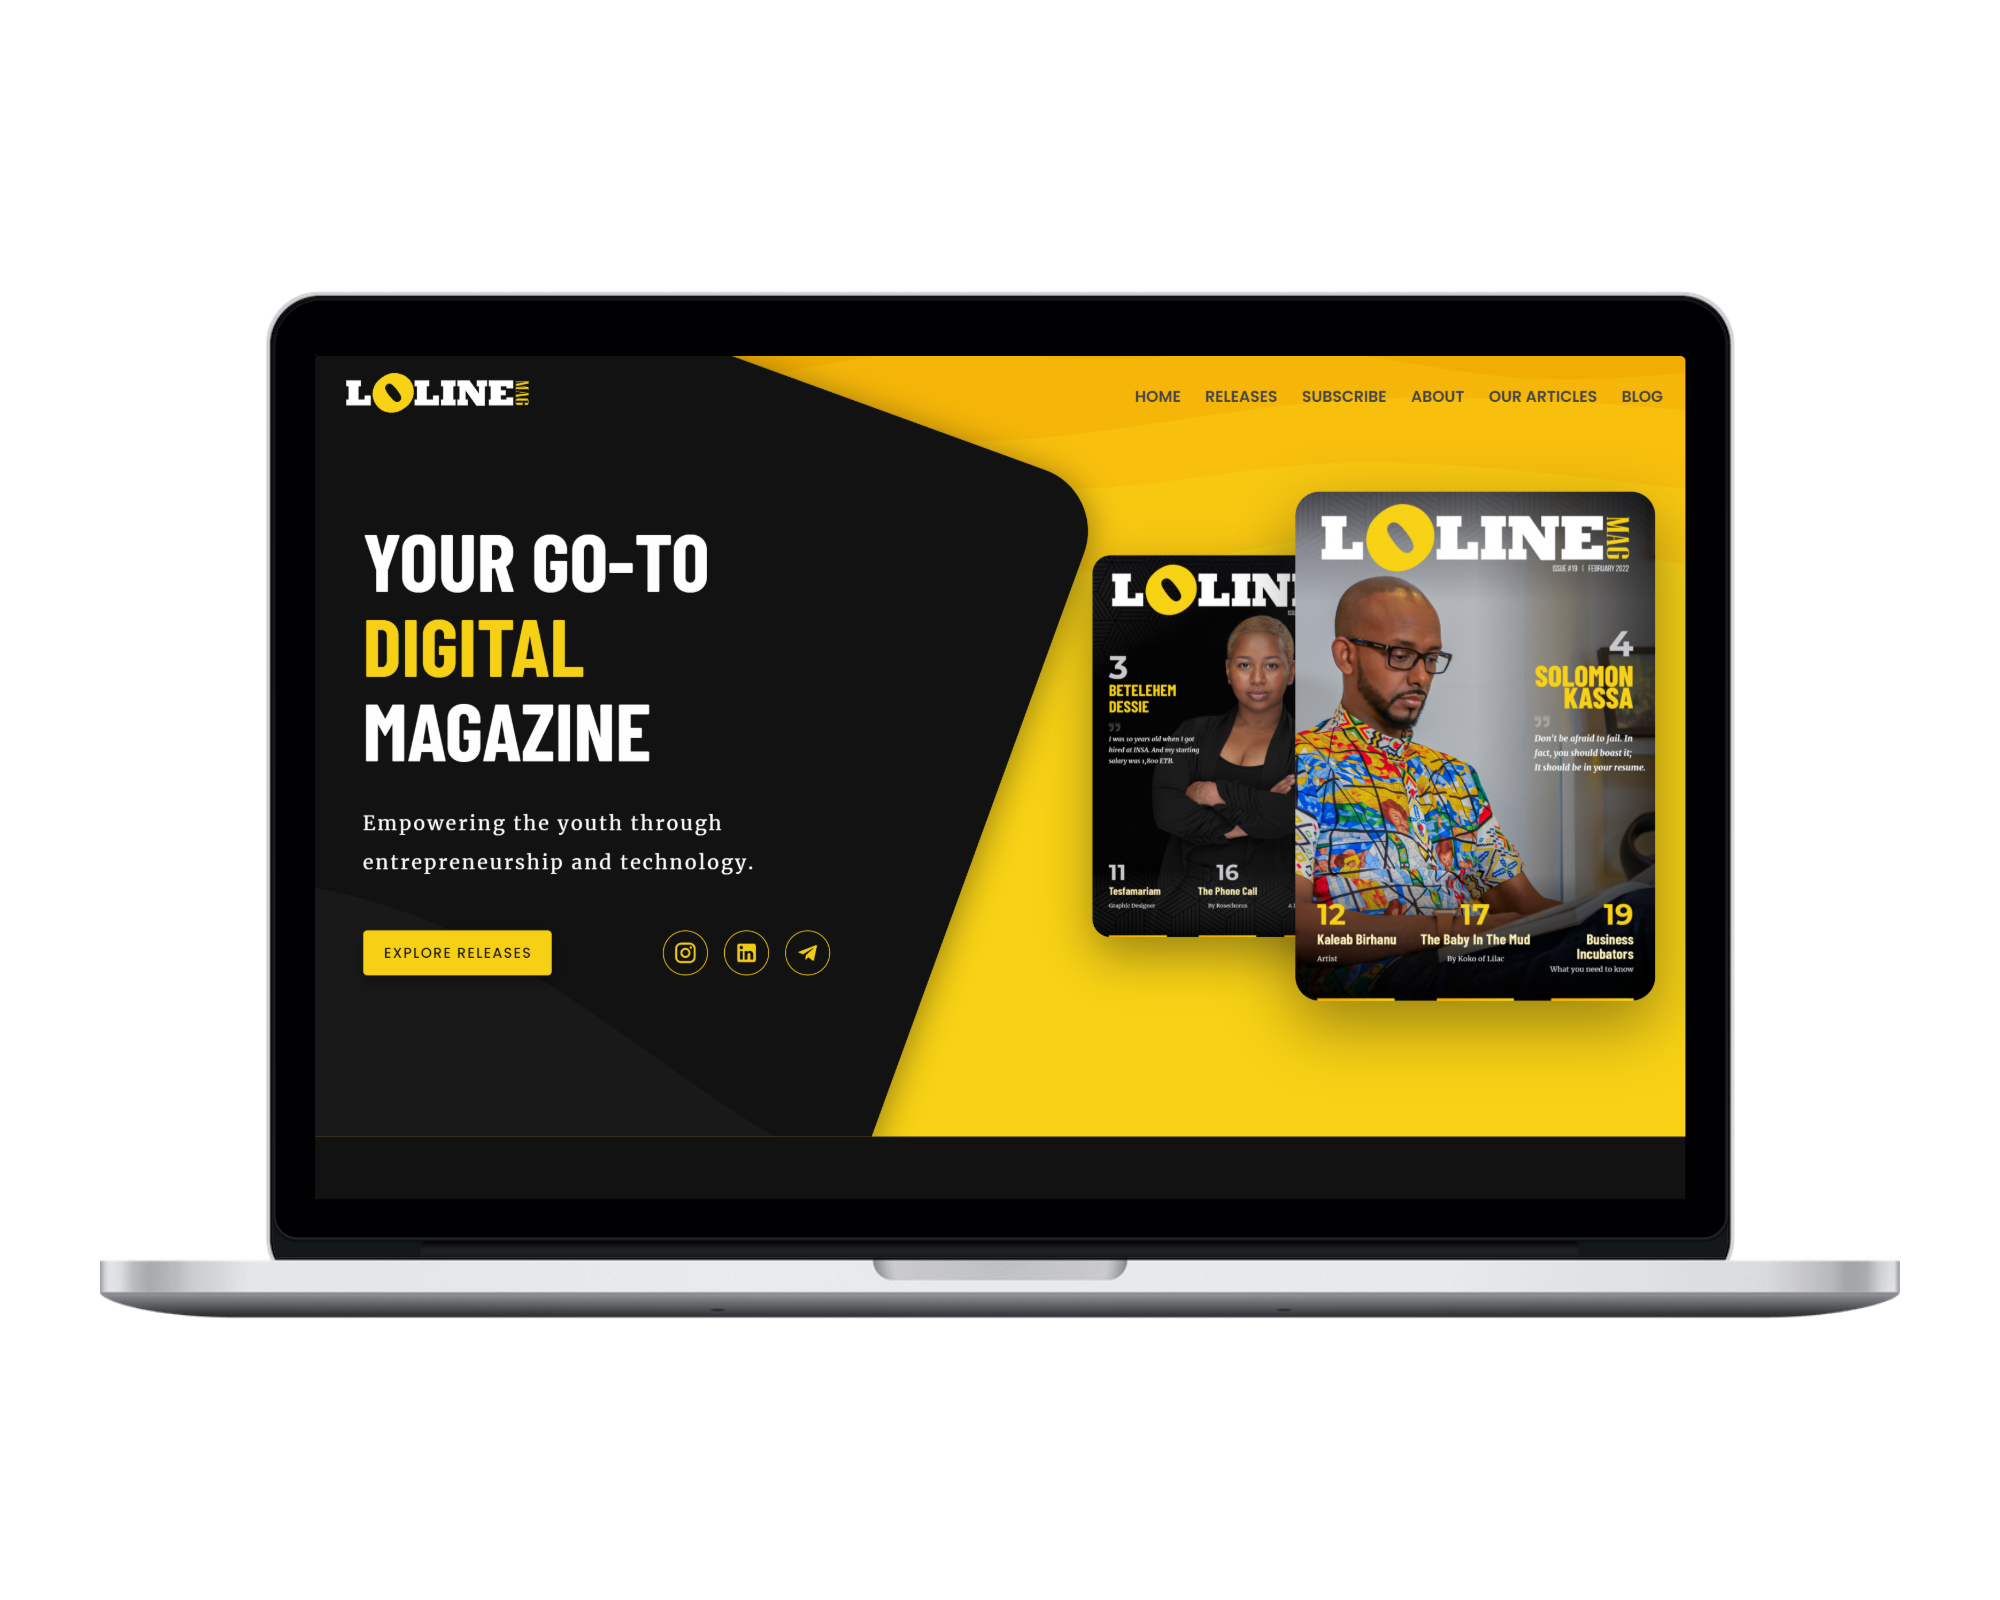 LOLINE MAG
HOME RELEASES SUBSCRIBE ABOUT OUR ARTICLES BLOG
YOUR GO-TO
DIGITAL
MAGAZINE
Empowering the youth through
entrepreneurship and technology.
EXPLORE RELEASES
in
LOLIN
3
BETELEHEM
DESSIE
I was 10 years old when I got
hired at INSA. And my starting
salary was 1,800 ETB.
11
Tesfamariam
Graphic Designer
16
The Phone Call
By Rosechorus
LOLINE MAG
ISSUE #19 | FEBRUARY 2022
4
SOLOMON
KASSA
Don't be afraid to fail. In
fact, you should boast it;
It should be in your resume.
12
Kaleab Birhanu
Artist
17
The Baby In The Mud
By Koko of Lilac
19
Business
Incubators
What you need to know